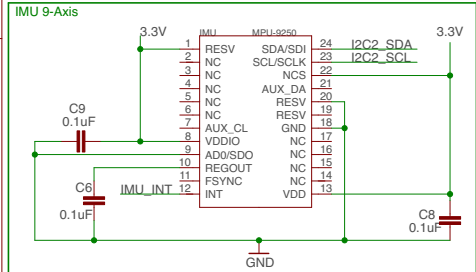 IMU 9-Axis
3.3V
IMU
MPU-9250
3.3V
1 RESV
2 NC
3 NC
4 NC
5 NC
6 NC
7 AUX_CL
8 VDDIO
9 AD0/SDO
10 REGOUT
11 FSYNC
12 INT
SDA/SDI 24 I2C2_SDA
SCL/SCLK 23 I2C2_SCL
NCS 22
AUX_DA 21
RESV 20
RESV 19
GND 18
NC 17
NC 16
NC 15
NC 14
VDD 13
C9
0.1uF
C6
0.1uF
IMU_INT
C8
0.1uF
GND